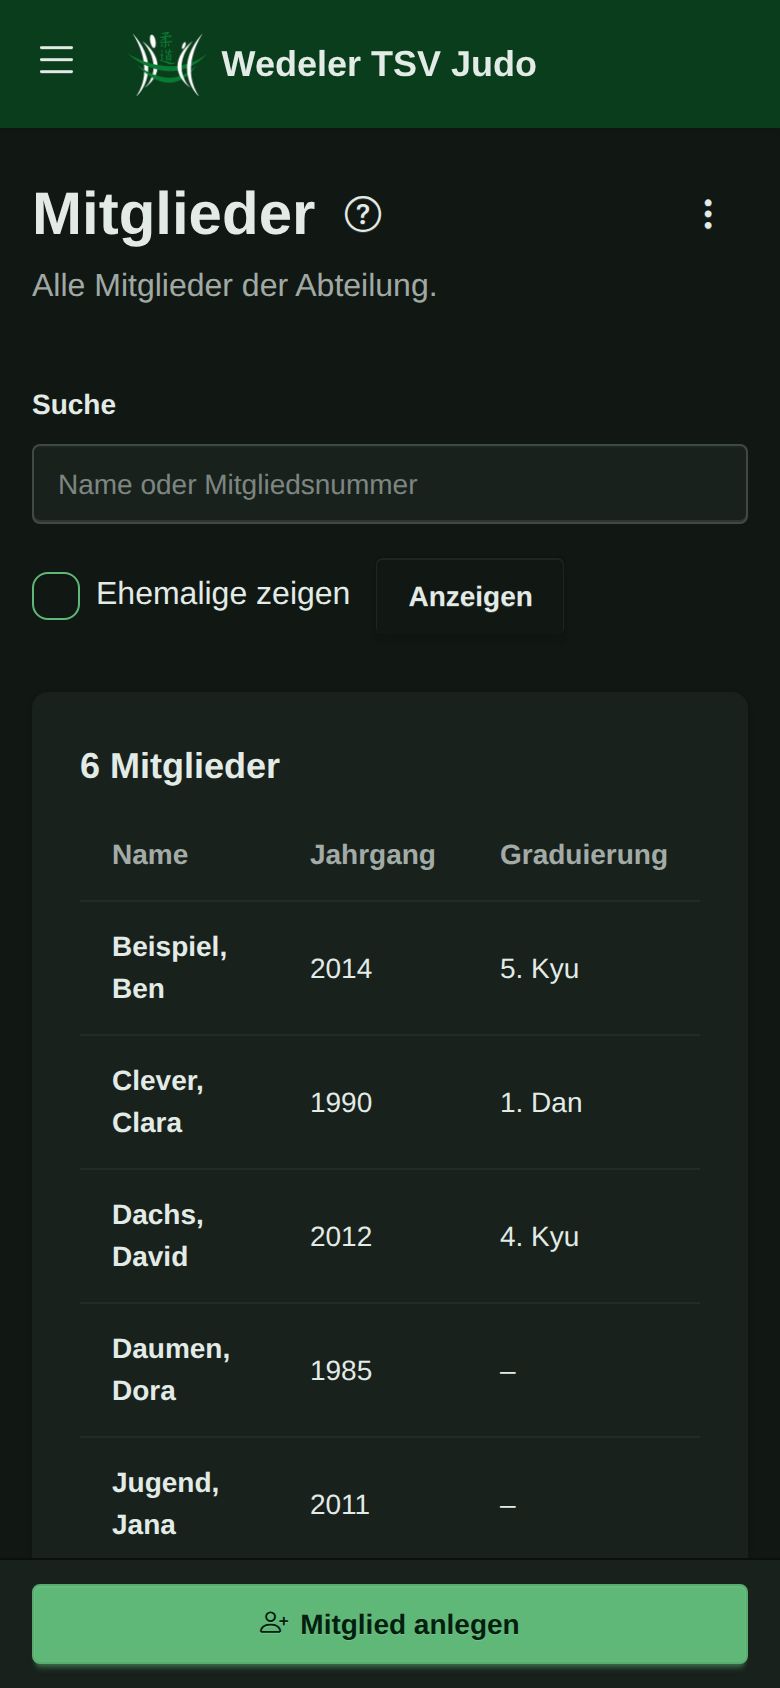 柔道
Wedeler TSV Judo
Mitglieder ?
Alle Mitglieder der Abteilung.
Suche
Name oder Mitgliedsnummer
Ehemalige zeigen Anzeigen
6 Mitglieder
Name Jahrgang Graduierung
Beispiel,
Ben 2014 5. Kyu
Clever,
Clara 1990 1. Dan
Dachs,
David 2012 4. Kyu
Daumen,
Dora 1985 –
Jugend,
Jana 2011 –
Mitglied anlegen